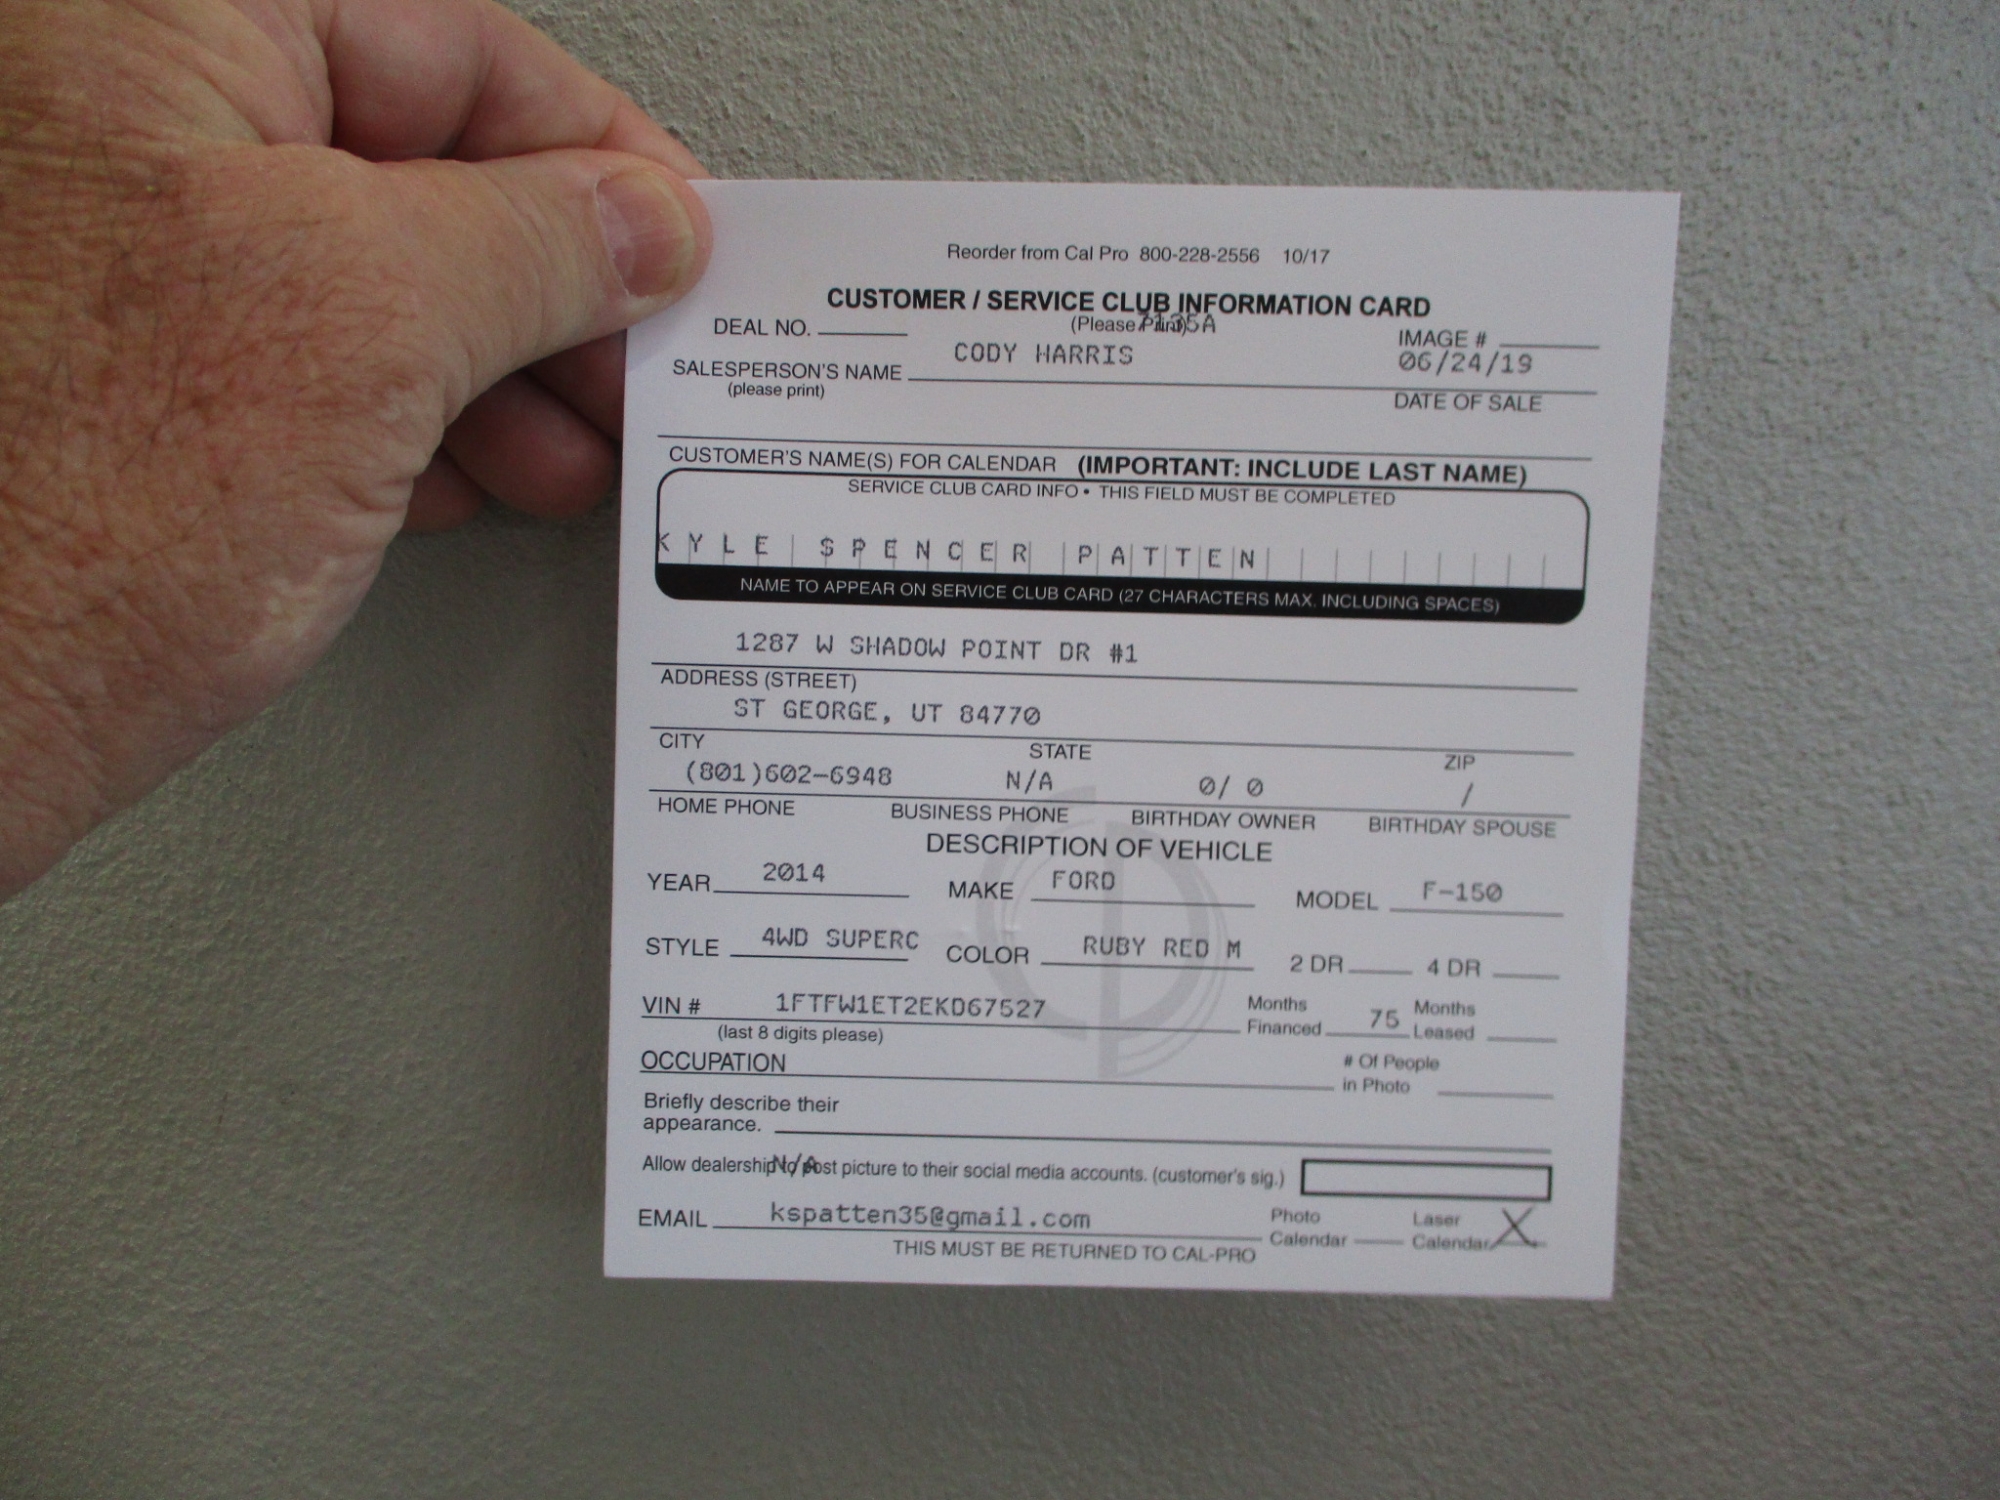 Reorder from Cal Pro 800-228-2556 10/17
CUSTOMER / SERVICE CLUB INFORMATION CARD
DEAL NO. (Please Print) IMAGE #
SALESPERSON'S NAME CODY HARRIS 06/24/19
(please print) DATE OF SALE
CUSTOMER'S NAME(S) FOR CALENDAR (IMPORTANT: INCLUDE LAST NAME)
SERVICE CLUB CARD INFO • THIS FIELD MUST BE COMPLETED
KYLE SPENCER PATTEN
NAME TO APPEAR ON SERVICE CLUB CARD (27 CHARACTERS MAX. INCLUDING SPACES)
1287 W SHADOW POINT DR #1
ADDRESS (STREET)
ST GEORGE, UT 84770
CITY STATE ZIP
(801)602-6948 N/A 0/ 0 /
HOME PHONE BUSINESS PHONE BIRTHDAY OWNER BIRTHDAY SPOUSE
DESCRIPTION OF VEHICLE
YEAR 2014 MAKE FORD MODEL F-150
STYLE 4WD SUPERC COLOR RUBY RED M 2 DR 4 DR
VIN # 1FTFW1ET2EKD67527 Months Financed 75 Months Leased
(last 8 digits please)
OCCUPATION # Of People in Photo
Briefly describe their
appearance.
N/A
Allow dealership to post picture to their social media accounts. (customer's sig.)
EMAIL kspatten35@gmail.com Photo Calendar Laser Calendar X
THIS MUST BE RETURNED TO CAL-PRO